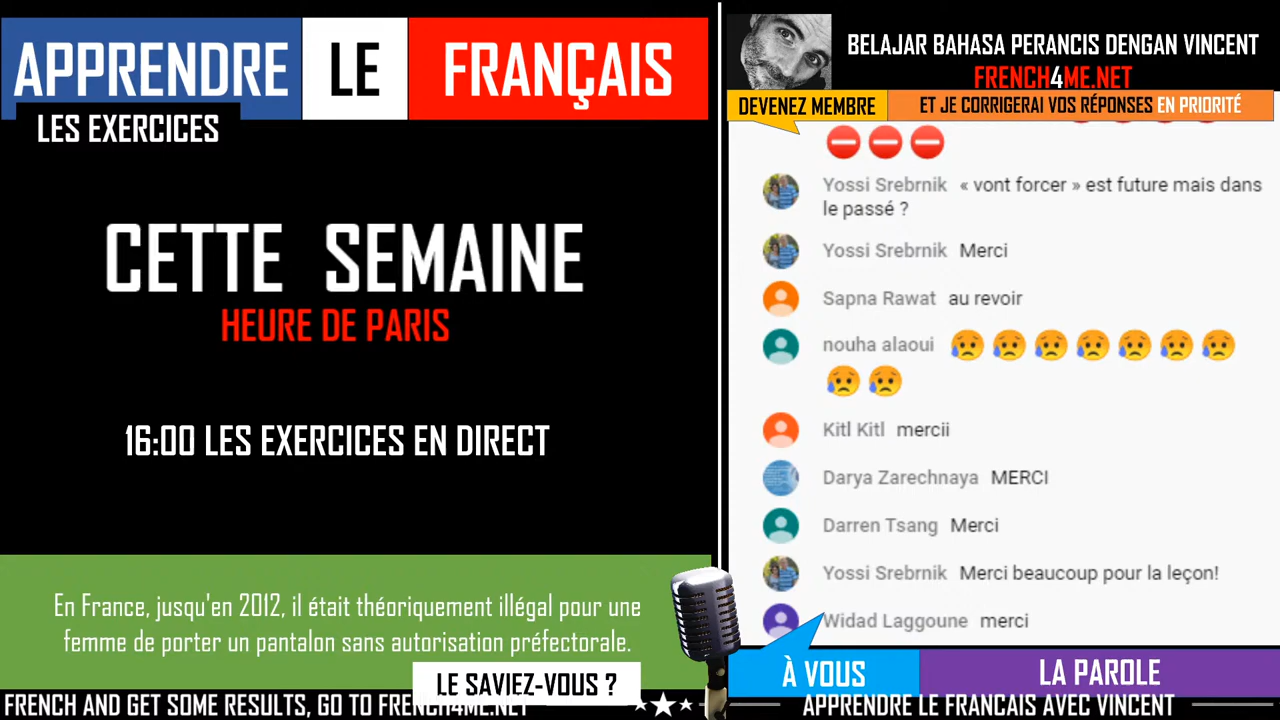 APPRENDRE LE FRANÇAIS
LES EXERCICES
CETTE SEMAINE
HEURE DE PARIS
16:00 LES EXERCICES EN DIRECT
En France, jusqu'en 2012, il était théoriquement illégal pour une
femme de porter un pantalon sans autorisation préfectorale.
LE SAVIEZ-VOUS ?
FRENCH AND GET SOME RESULTS, GO TO FRENCH4ME.NET
BELAJAR BAHASA PERANCIS DENGAN VINCENT
FRENCH4ME.NET
DEVENEZ MEMBRE
ET JE CORRIGERAI VOS RÉPONSES EN PRIORITÉ
Yossi Srebrnik « vont forcer » est future mais dans
le passé ?
Yossi Srebrnik Merci
Sapna Rawat au revoir
nouha alaoui
Kitl Kitl mercii
Darya Zarechnaya MERCI
Darren Tsang Merci
Yossi Srebrnik Merci beaucoup pour la leçon!
Widad Laggoune merci
À VOUS
LA PAROLE
APPRENDRE LE FRANCAIS AVEC VINCENT